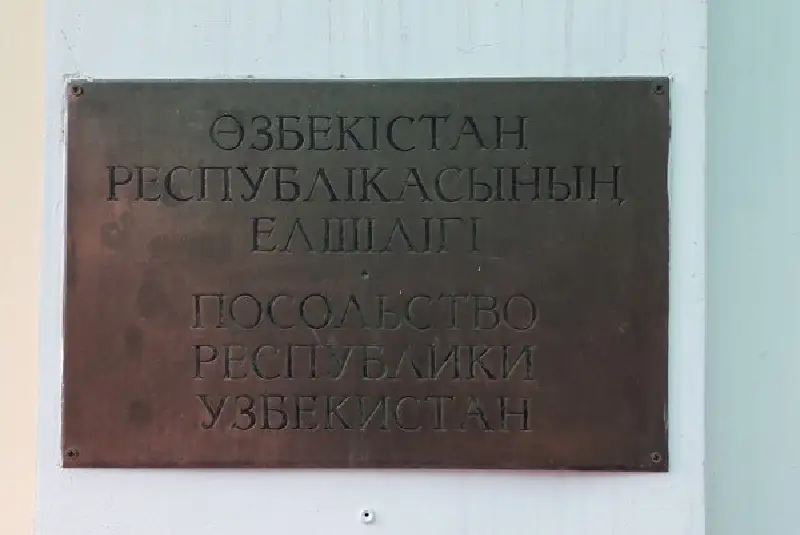 ӨЗБЕКІСТАН
РЕСПУБЛІКАСЫНЫҢ
ЕЛШІЛІГІ
ПОСОЛЬСТВО
РЕСПУБЛИКИ
УЗБЕКИСТАН